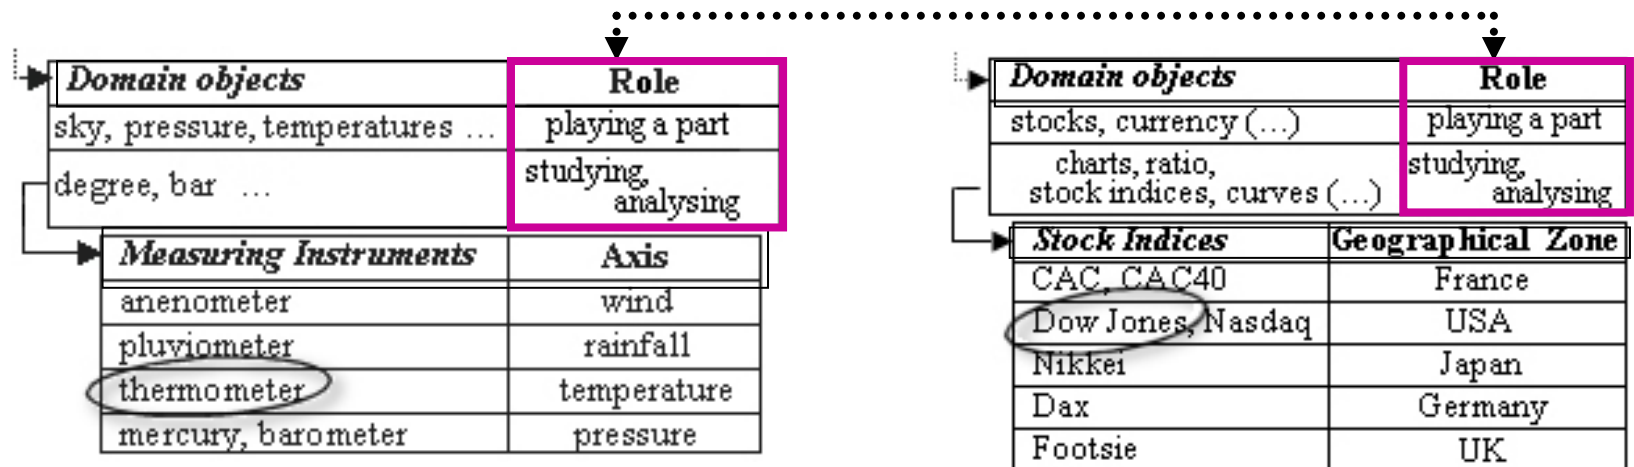 Domain objects Role
sky, pressure, temperatures ... playing a part
degree, bar ... studying,
analysing
Measuring Instruments Axis
anenometer wind
pluviometer rainfall
thermometer temperature
mercury, barometer pressure
Domain objects Role
stocks, currency (...) playing a part
charts, ratio, studying,
stock indices, curves (...) analysing
Stock Indices Geographical Zone
CAC, CAC40 France
Dow Jones, Nasdaq USA
Nikkei Japan
Dax Germany
Footsie UK